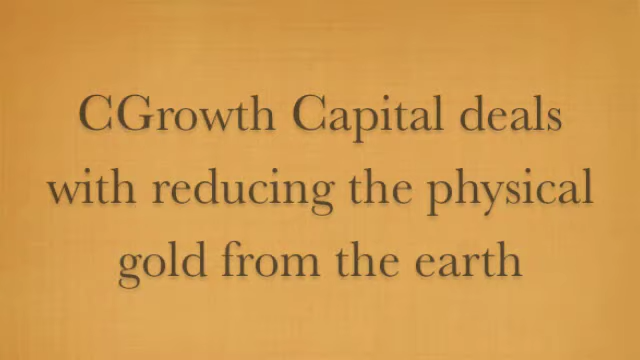 CGrowth Capital deals
with reducing the physical
gold from the earth